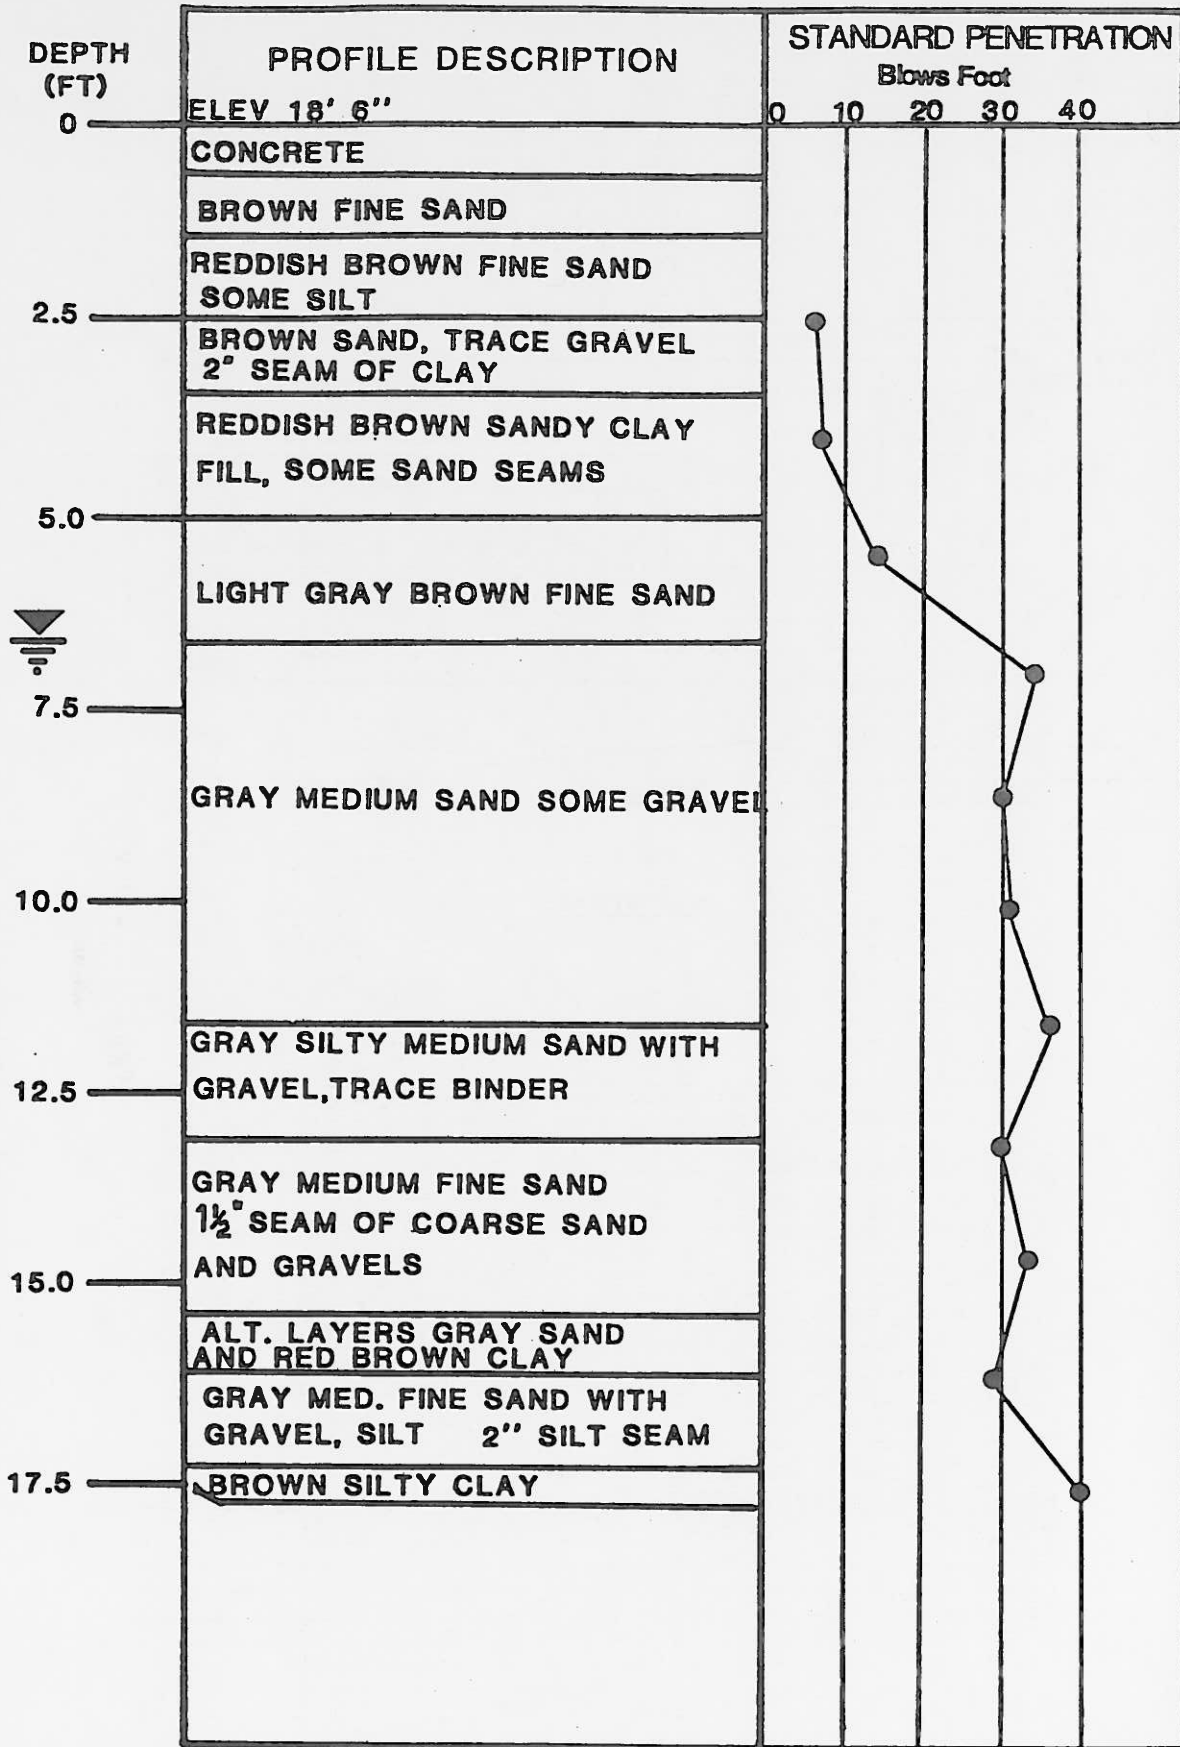 DEPTH
(FT)
PROFILE DESCRIPTION
STANDARD PENETRATION
Blows Foot
ELEV 18' 6"
0 10 20 30 40
0
CONCRETE
BROWN FINE SAND
REDDISH BROWN FINE SAND
SOME SILT
2.5
BROWN SAND, TRACE GRAVEL
2" SEAM OF CLAY
REDDISH BROWN SANDY CLAY
FILL, SOME SAND SEAMS
5.0
LIGHT GRAY BROWN FINE SAND
7.5
GRAY MEDIUM SAND SOME GRAVEL
10.0
GRAY SILTY MEDIUM SAND WITH
12.5
GRAVEL,TRACE BINDER
GRAY MEDIUM FINE SAND
1½" SEAM OF COARSE SAND
AND GRAVELS
15.0
ALT. LAYERS GRAY SAND
AND RED BROWN CLAY
GRAY MED. FINE SAND WITH
GRAVEL, SILT 2" SILT SEAM
17.5
BROWN SILTY CLAY